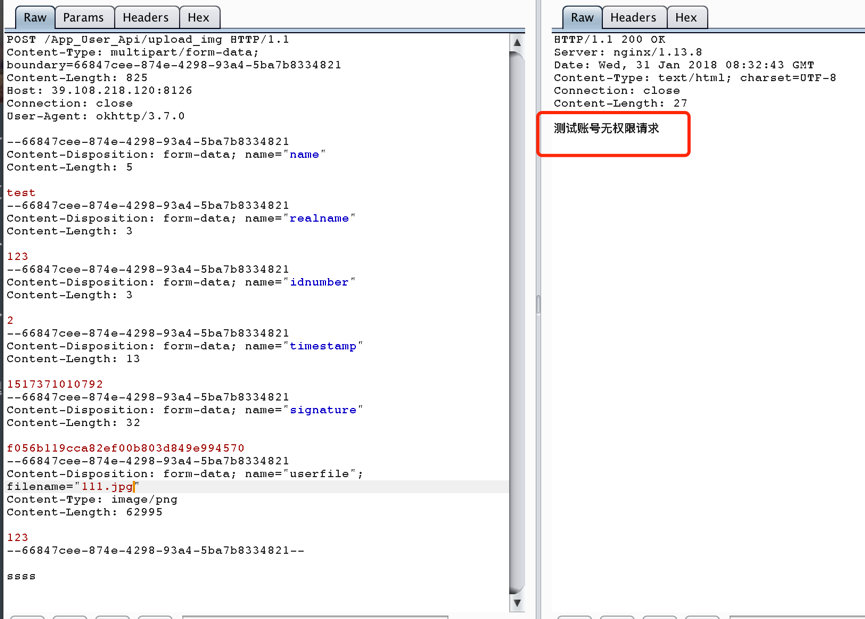 Raw Params Headers Hex
POST /App_User_Api/upload_img HTTP/1.1
Content-Type: multipart/form-data;
boundary=66847cee-874e-4298-93a4-5ba7b8334821
Content-Length: 825
Host: 39.108.218.120:8126
Connection: close
User-Agent: okhttp/3.7.0
--66847cee-874e-4298-93a4-5ba7b8334821
Content-Disposition: form-data; name="name"
Content-Length: 5
test
--66847cee-874e-4298-93a4-5ba7b8334821
Content-Disposition: form-data; name="realname"
Content-Length: 3
123
--66847cee-874e-4298-93a4-5ba7b8334821
Content-Disposition: form-data; name="idnumber"
Content-Length: 3
2
--66847cee-874e-4298-93a4-5ba7b8334821
Content-Disposition: form-data; name="timestamp"
Content-Length: 13
1517371010792
--66847cee-874e-4298-93a4-5ba7b8334821
Content-Disposition: form-data; name="signature"
Content-Length: 32
f056b119cca82ef00b803d849e994570
--66847cee-874e-4298-93a4-5ba7b8334821
Content-Disposition: form-data; name="userfile";
filename="111.jpg"
Content-Type: image/png
Content-Length: 62995
123
--66847cee-874e-4298-93a4-5ba7b8334821--
ssss
Raw Headers Hex
HTTP/1.1 200 OK
Server: nginx/1.13.8
Date: Wed, 31 Jan 2018 08:32:43 GMT
Content-Type: text/html; charset=UTF-8
Connection: close
Content-Length: 27
测试账号无权限请求